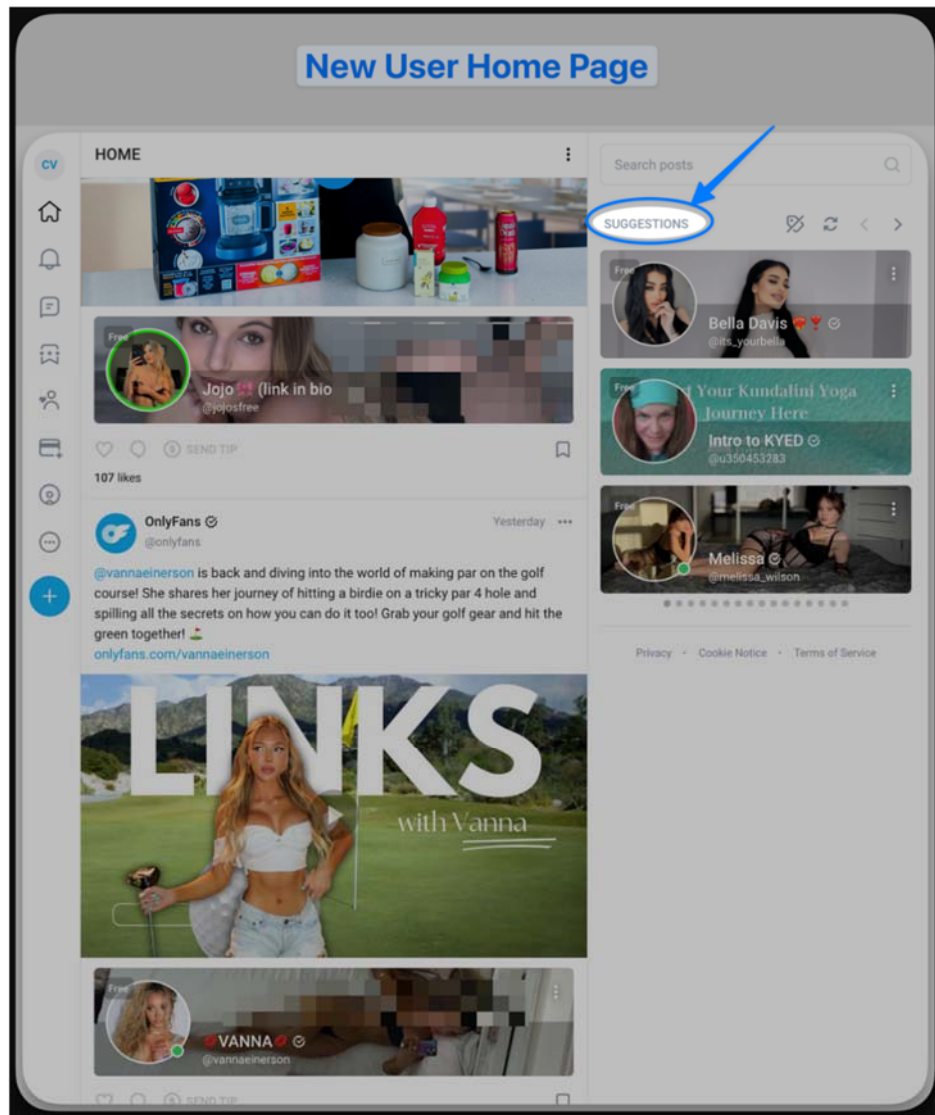 New User Home Page
CV
HOME
Search posts
SUGGESTIONS
Free
Jojo 🎀 (link in bio
@jojosfree
SEND TIP
107 likes
OnlyFans
@onlyfans
Yesterday
@vannaeinerson is back and diving into the world of making par on the golf
course! She shares her journey of hitting a birdie on a tricky par 4 hole and
spilling all the secrets on how you can do it too! Grab your golf gear and hit the
green together! ⛳
onlyfans.com/vannaeinerson
LINKS
with Vanna
Free
💋VANNA💋
@vannaeinerson
SEND TIP
Free
Bella Davis ❤️‍🔥❣️
@its_yourbella
Free
t Your Kundalini Yoga
Journey Here
Intro to KYED
@u350453283
Free
Melissa
@melissa_wilson
Privacy · Cookie Notice · Terms of Service